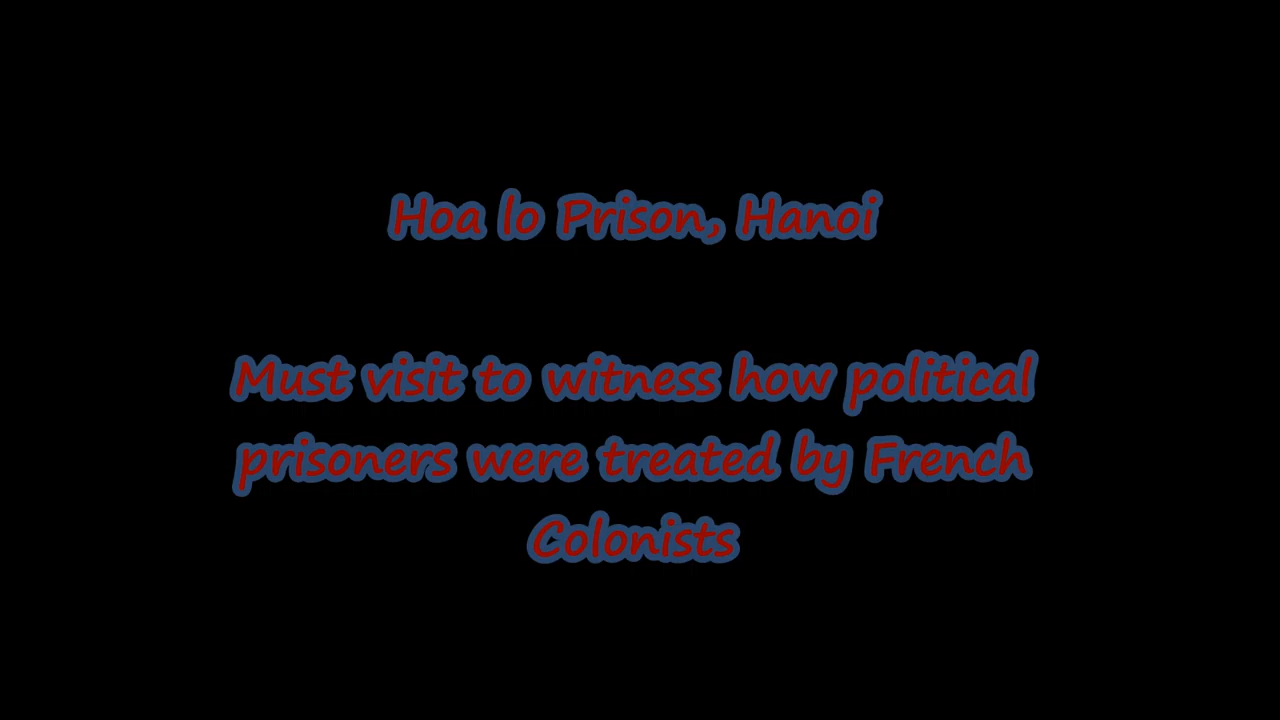 Hoa lo Prison, Hanoi
Must visit to witness how political
prisoners were treated by French
Colonists